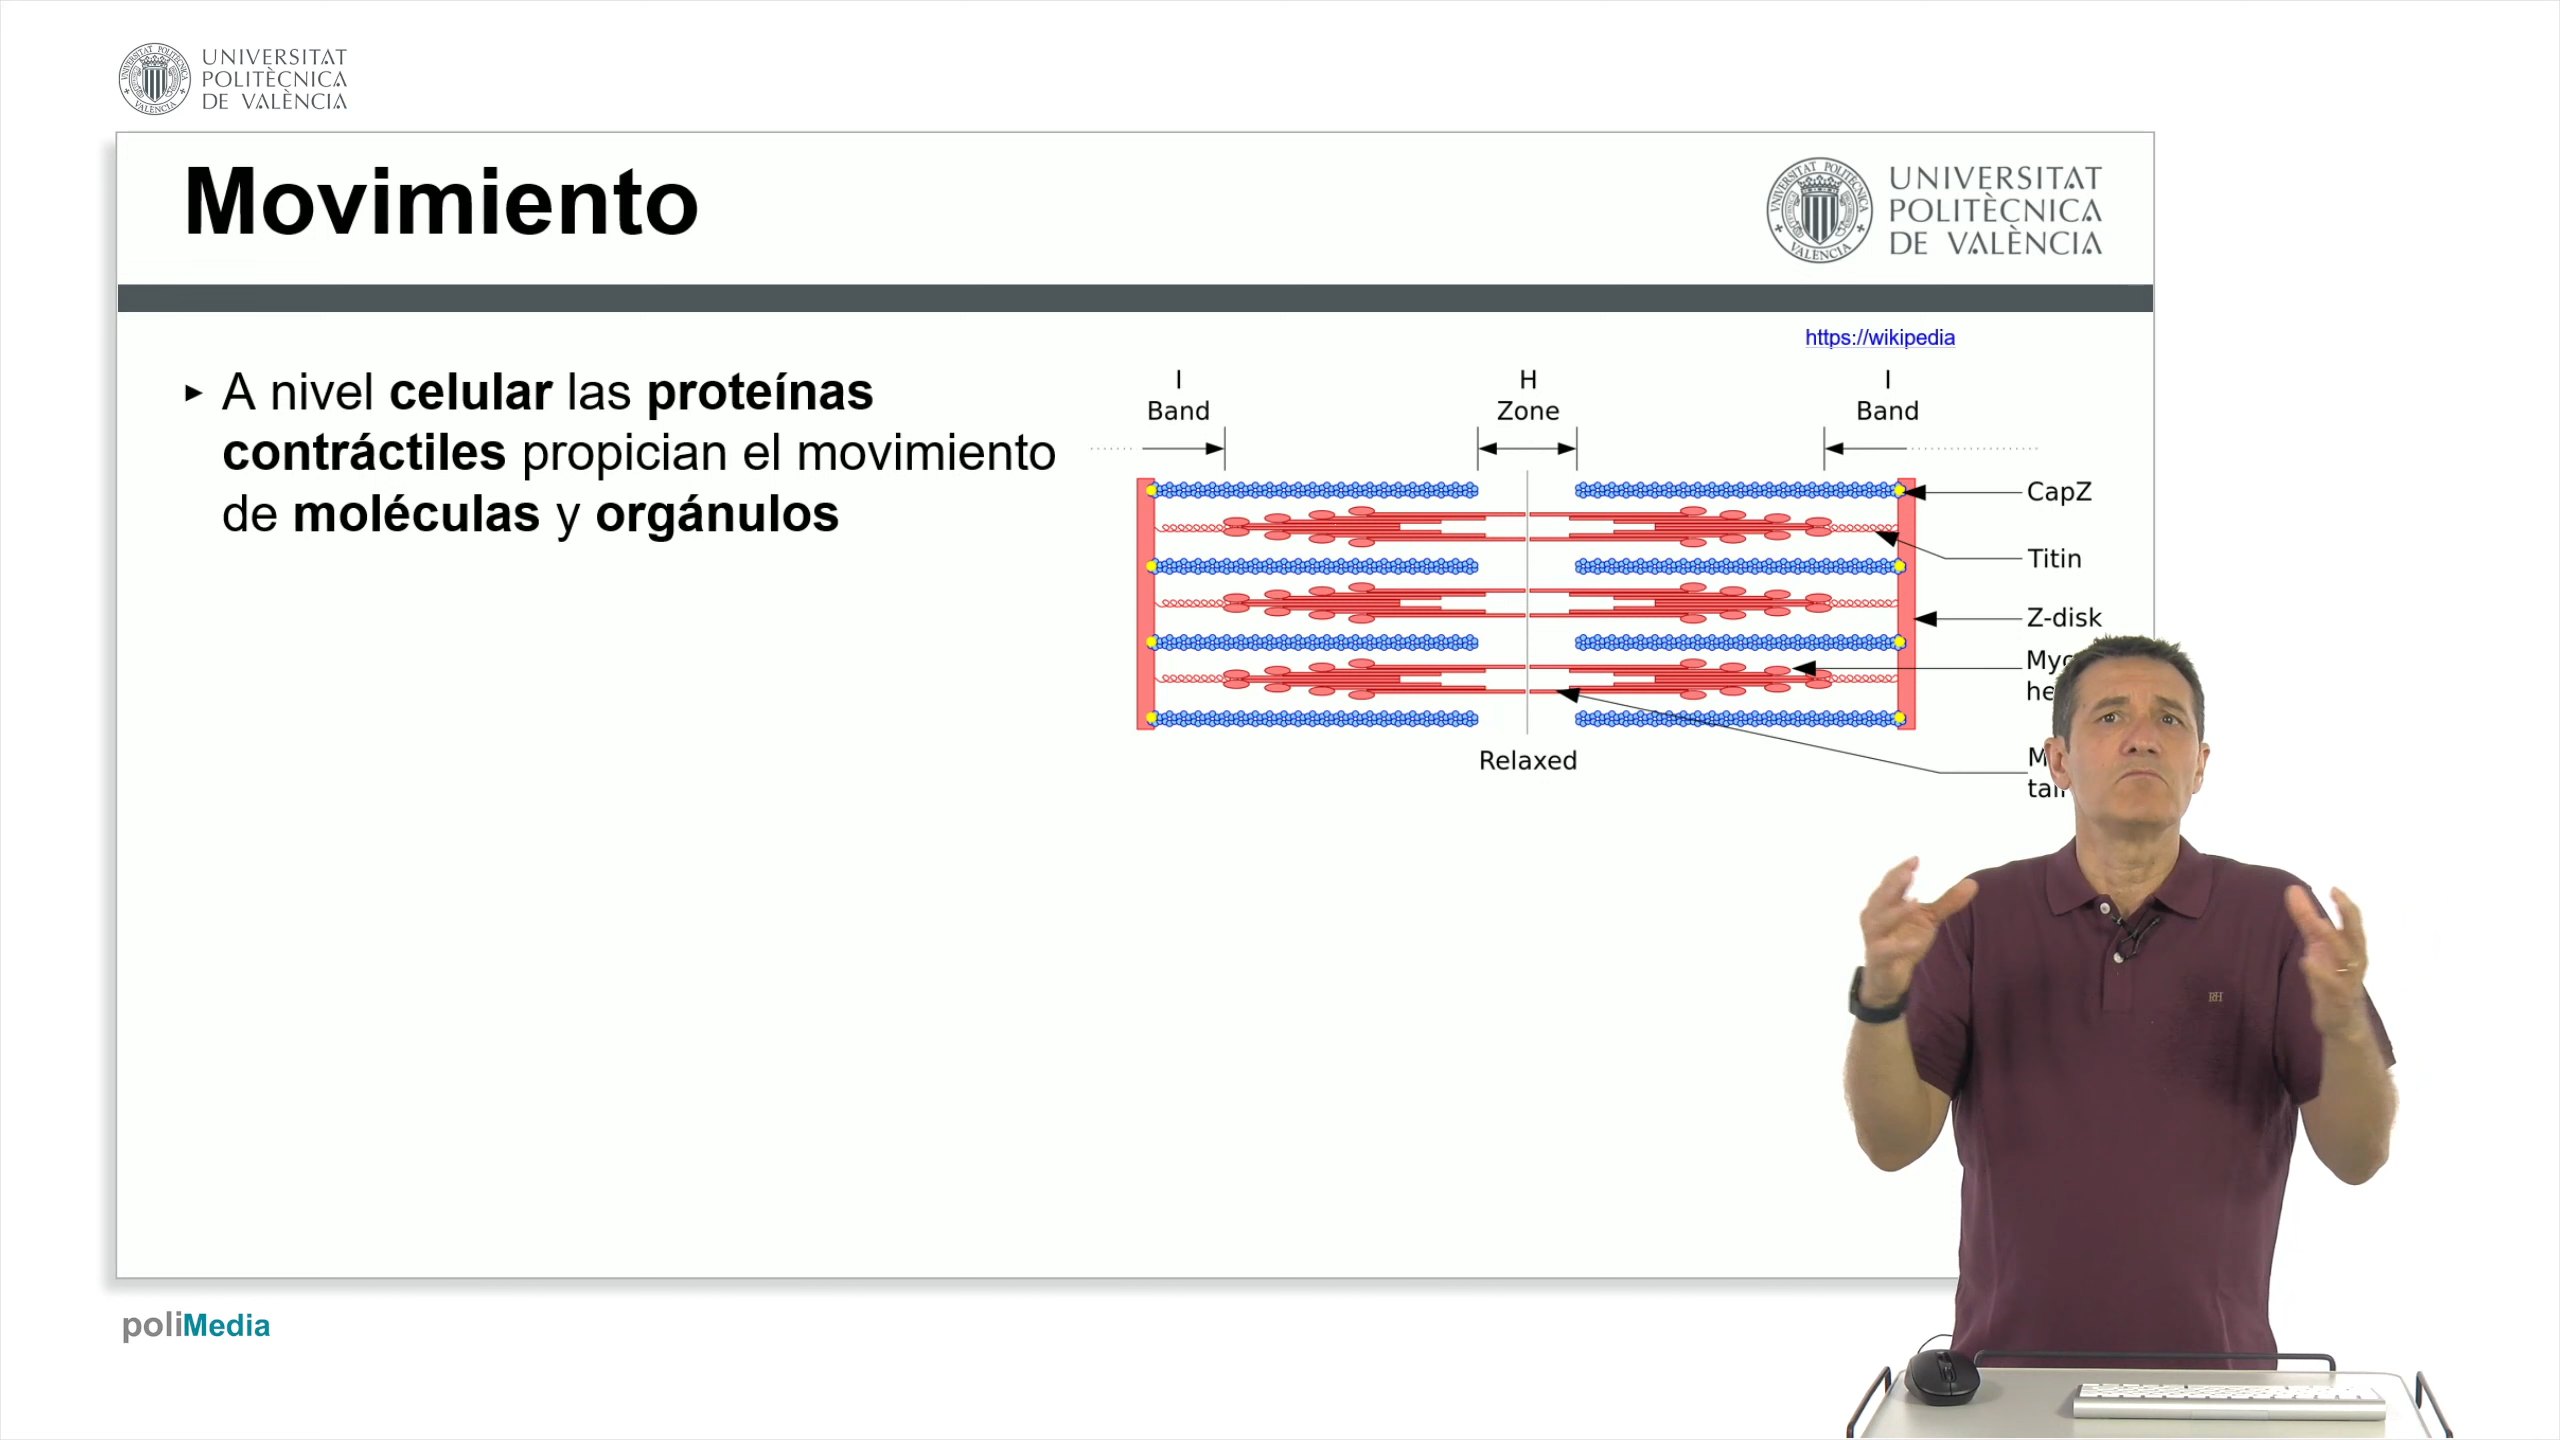 UNIVERSITAT
POLITÈCNICA
DE VALÈNCIA
Movimiento
UNIVERSITAT
POLITÈCNICA
DE VALÈNCIA
https://wikipedia
► A nivel celular las proteínas
contráctiles propician el movimiento
de moléculas y orgánulos
I
Band
H
Zone
I
Band
CapZ
Titin
Z-disk
Relaxed
poliMedia
RH